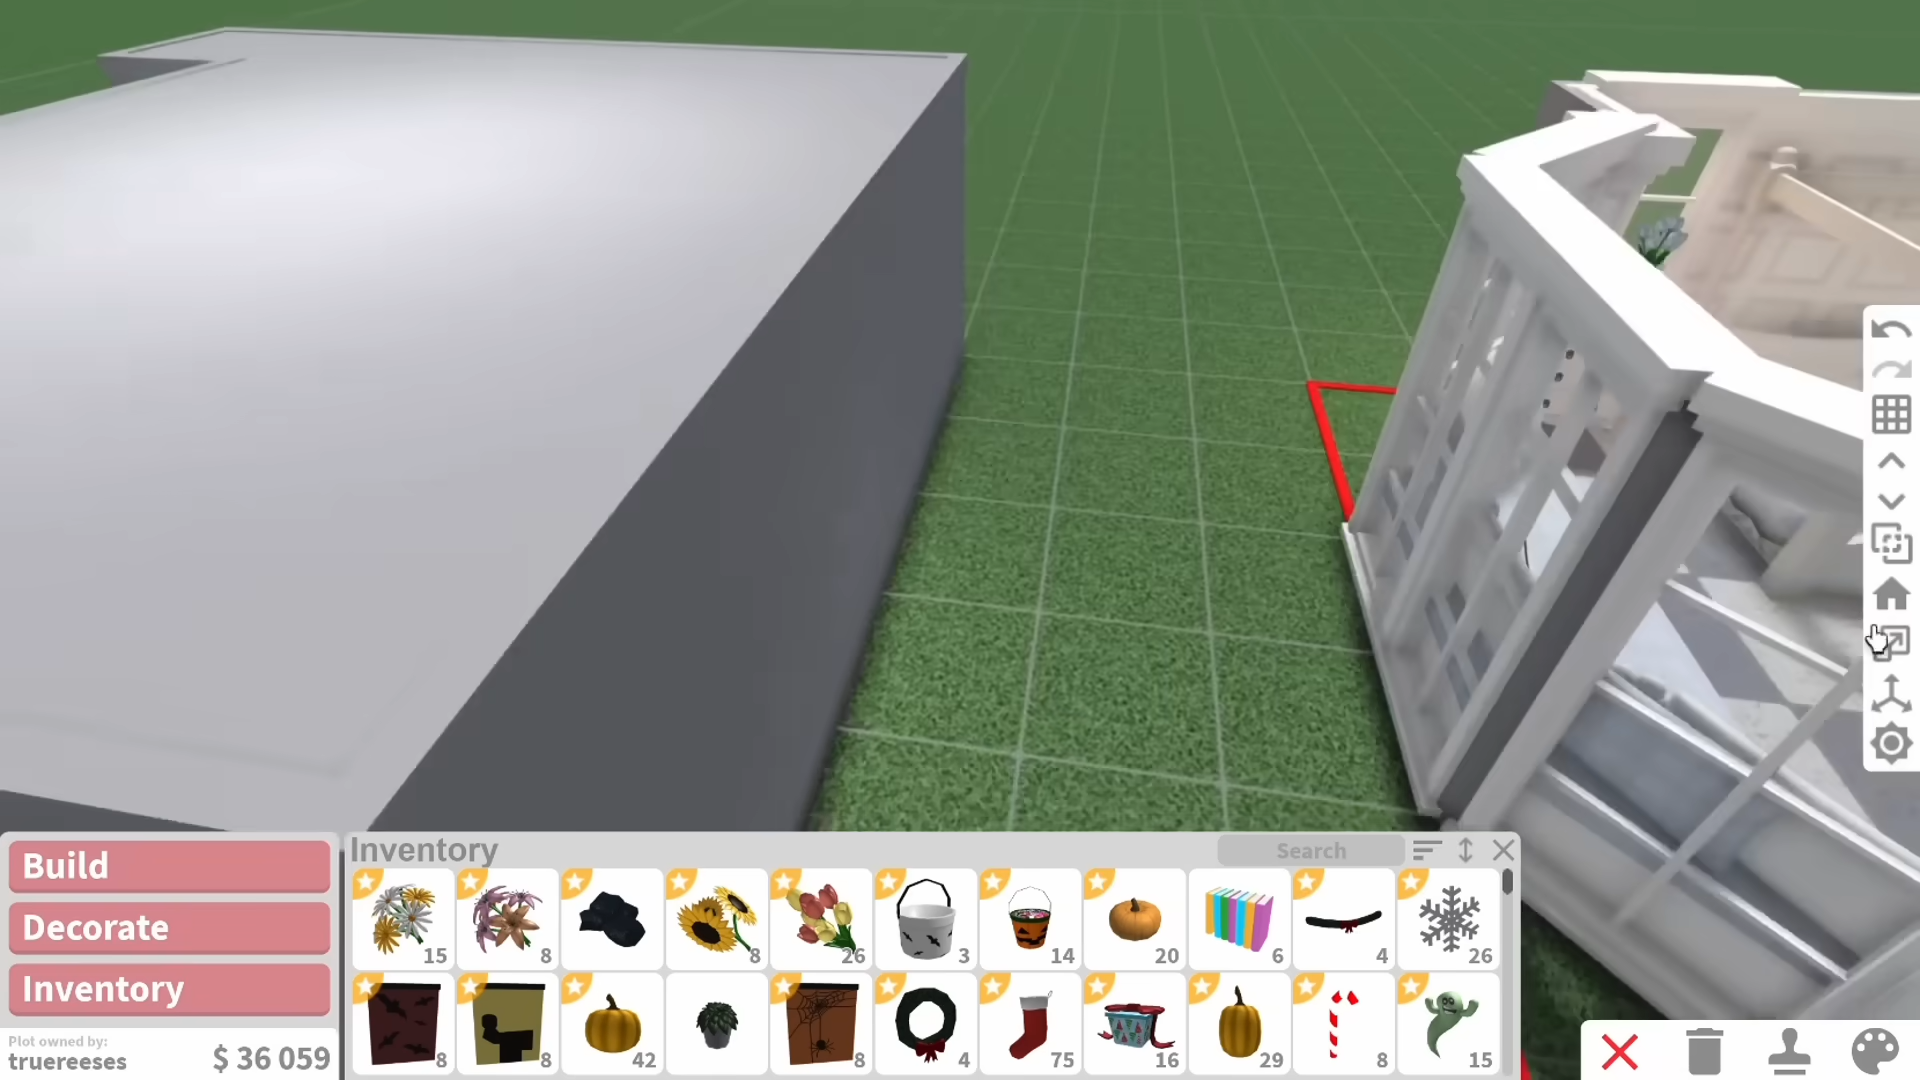 Build
Decorate
Inventory
Plot owned by:
truereeses
$ 36 059
Inventory
Search
15
8
8
26
3
14
20
6
4
26
8
8
42
8
4
75
16
29
8
15